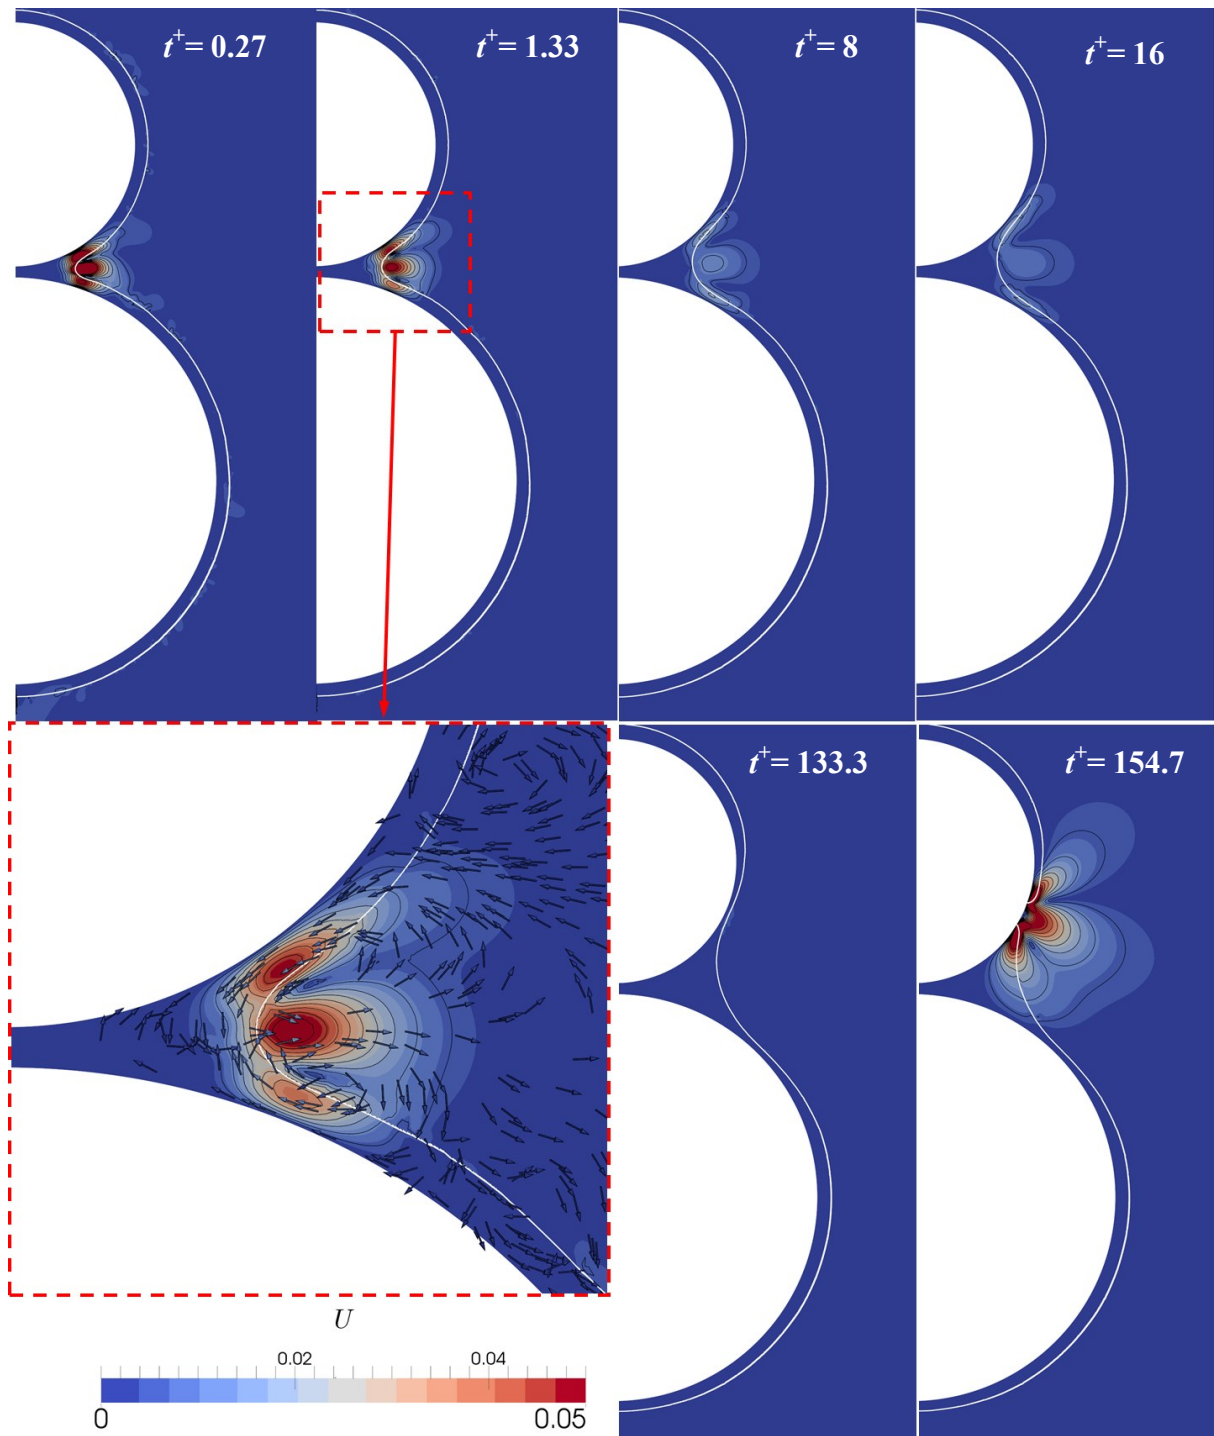 t⁺= 0.27
t⁺= 1.33
t⁺= 8
t⁺= 16
t⁺= 133.3
t⁺= 154.7
U
0.02 0.04
0 0.05